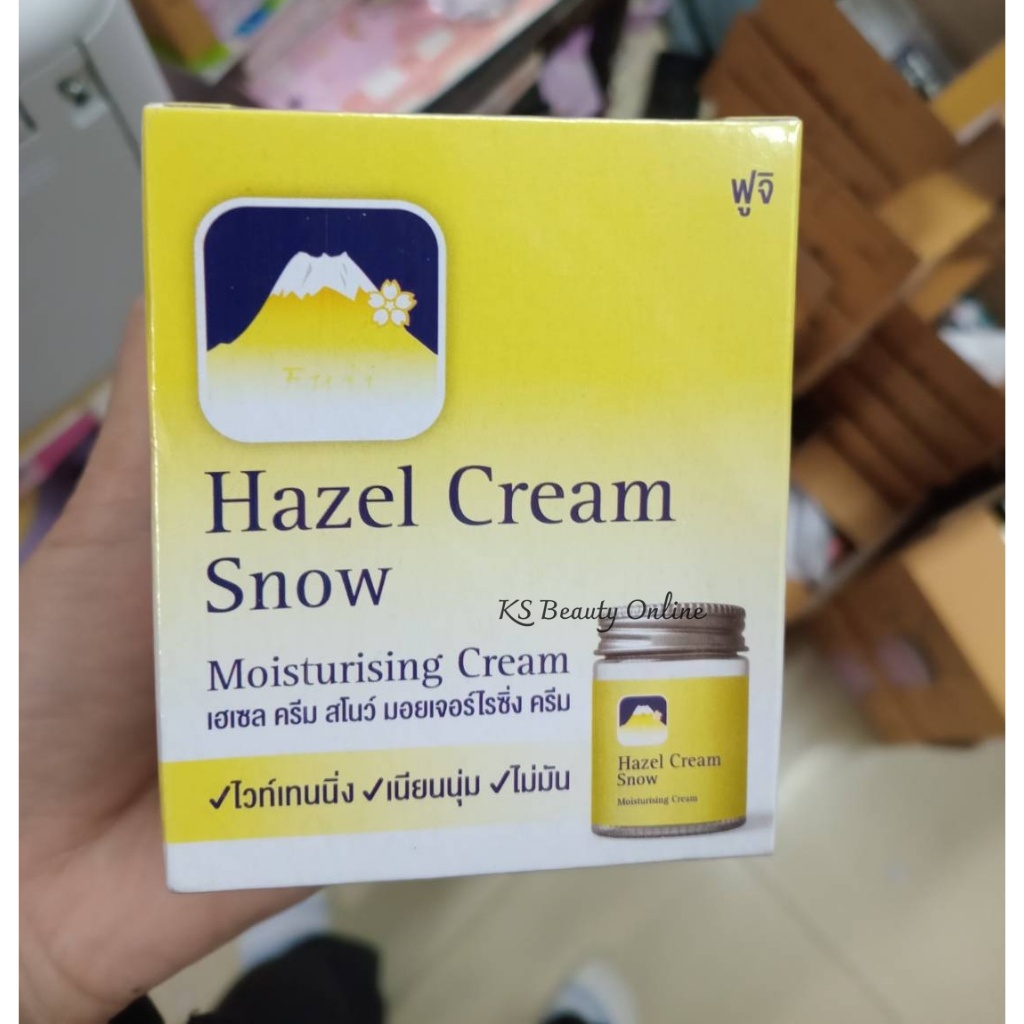 ฟูจิ
Fuji
Hazel Cream
Snow
KS Beauty Online
Moisturising Cream
เฮเซล ครีม สโนว์ มอยเจอร์ไรซิ่ง ครีม
✓ไวท์เทนนิ่ง ✓เนียนนุ่ม ✓ไม่มัน
Hazel Cream
Snow
Moisturising Cream